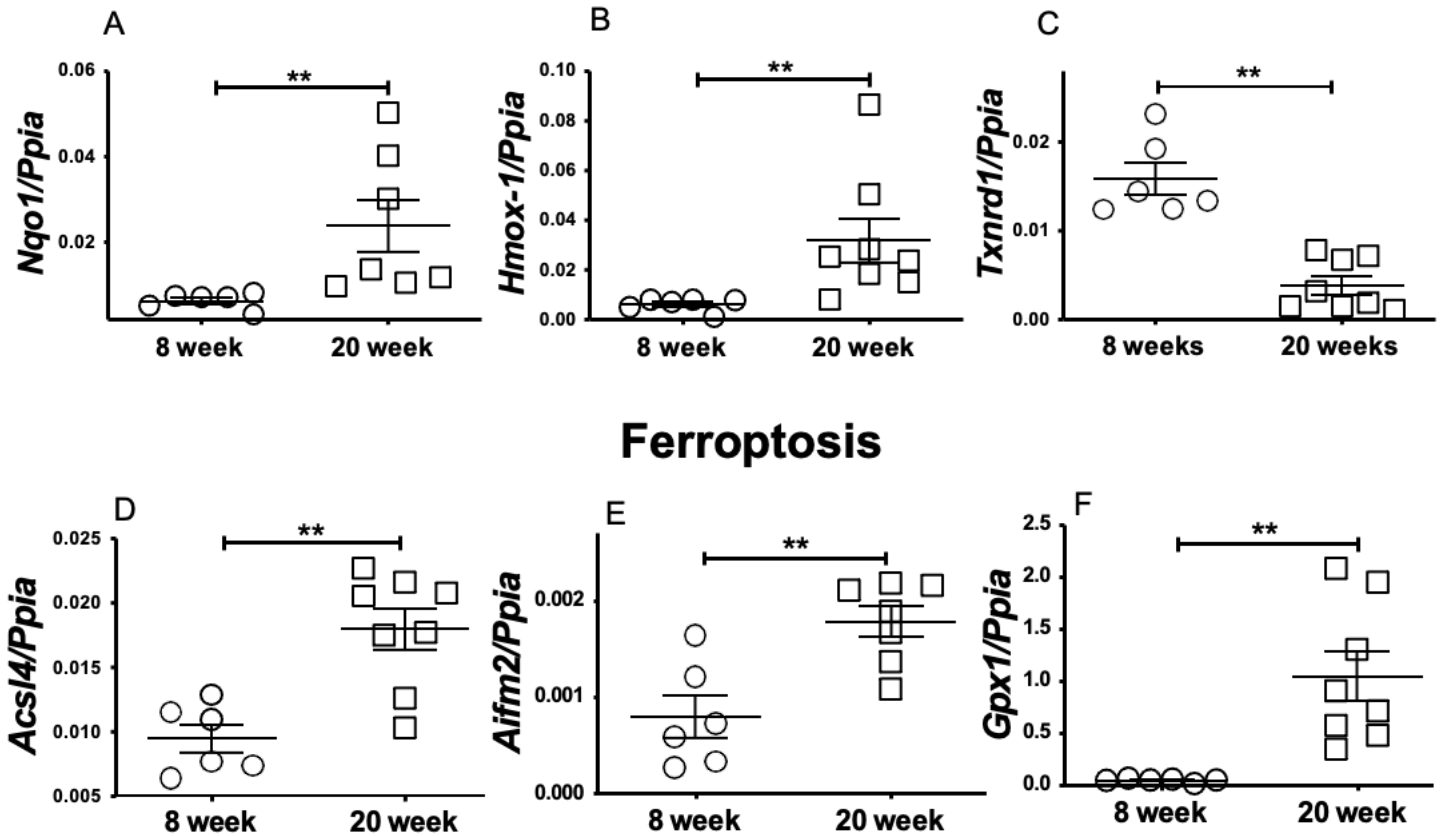 A
Nqo1/Ppia
0.06
0.04
0.02
**
8 week
20 week
B
Hmox-1/Ppia
0.10
0.08
0.06
0.04
0.02
0.00
**
8 week
20 week
C
Txnrd1/Ppia
0.02
0.01
0.00
**
8 weeks
20 weeks
Ferroptosis
D
Acsl4/Ppia
0.025
0.020
0.015
0.010
0.005
**
8 week
20 week
E
Aifm2/Ppia
0.002
0.001
0.000
**
8 week
20 week
F
Gpx1/Ppia
2.5
2.0
1.5
1.0
0.5
0.0
**
8 week
20 week